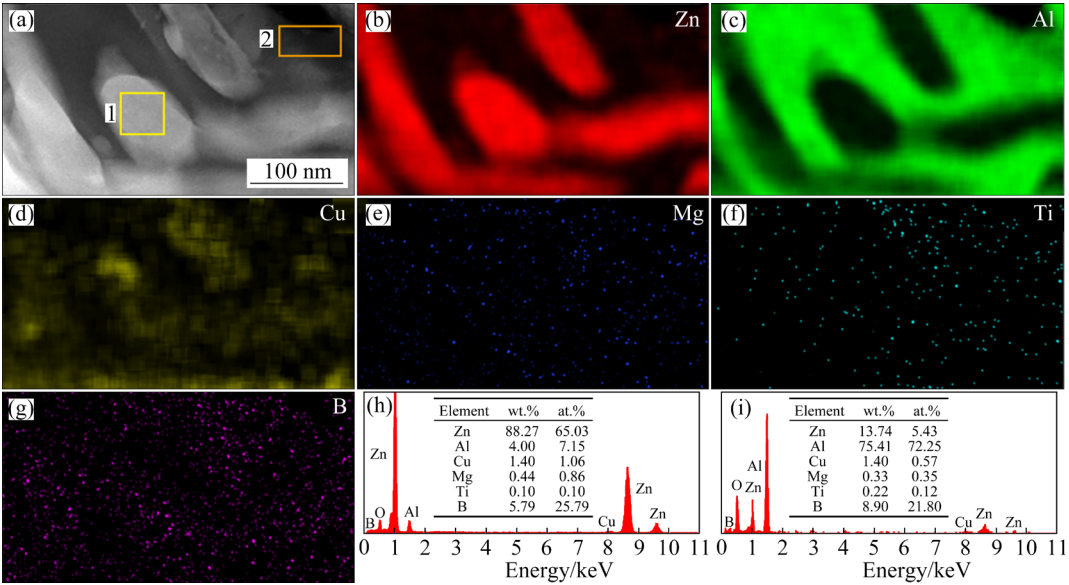 (a)
2
1
100 nm
(b) Zn
(c) Al
(d) Cu
(e) Mg
(f) Ti
(g) B
(h)
Element wt.% at.%
Zn 88.27 65.03
Al 4.00 7.15
Cu 1.40 1.06
Mg 0.44 0.86
Ti 0.10 0.10
B 5.79 25.79
Zn
B O Al
Cu Zn Zn
0 1 2 3 4 5 6 7 8 9 10 11
Energy/keV
(i)
Element wt.% at.%
Zn 13.74 5.43
Al 75.41 72.25
Cu 1.40 0.57
Mg 0.33 0.35
Ti 0.22 0.12
B 8.90 21.80
Al
O Zn
B
Cu Zn Zn
0 1 2 3 4 5 6 7 8 9 10 11
Energy/keV